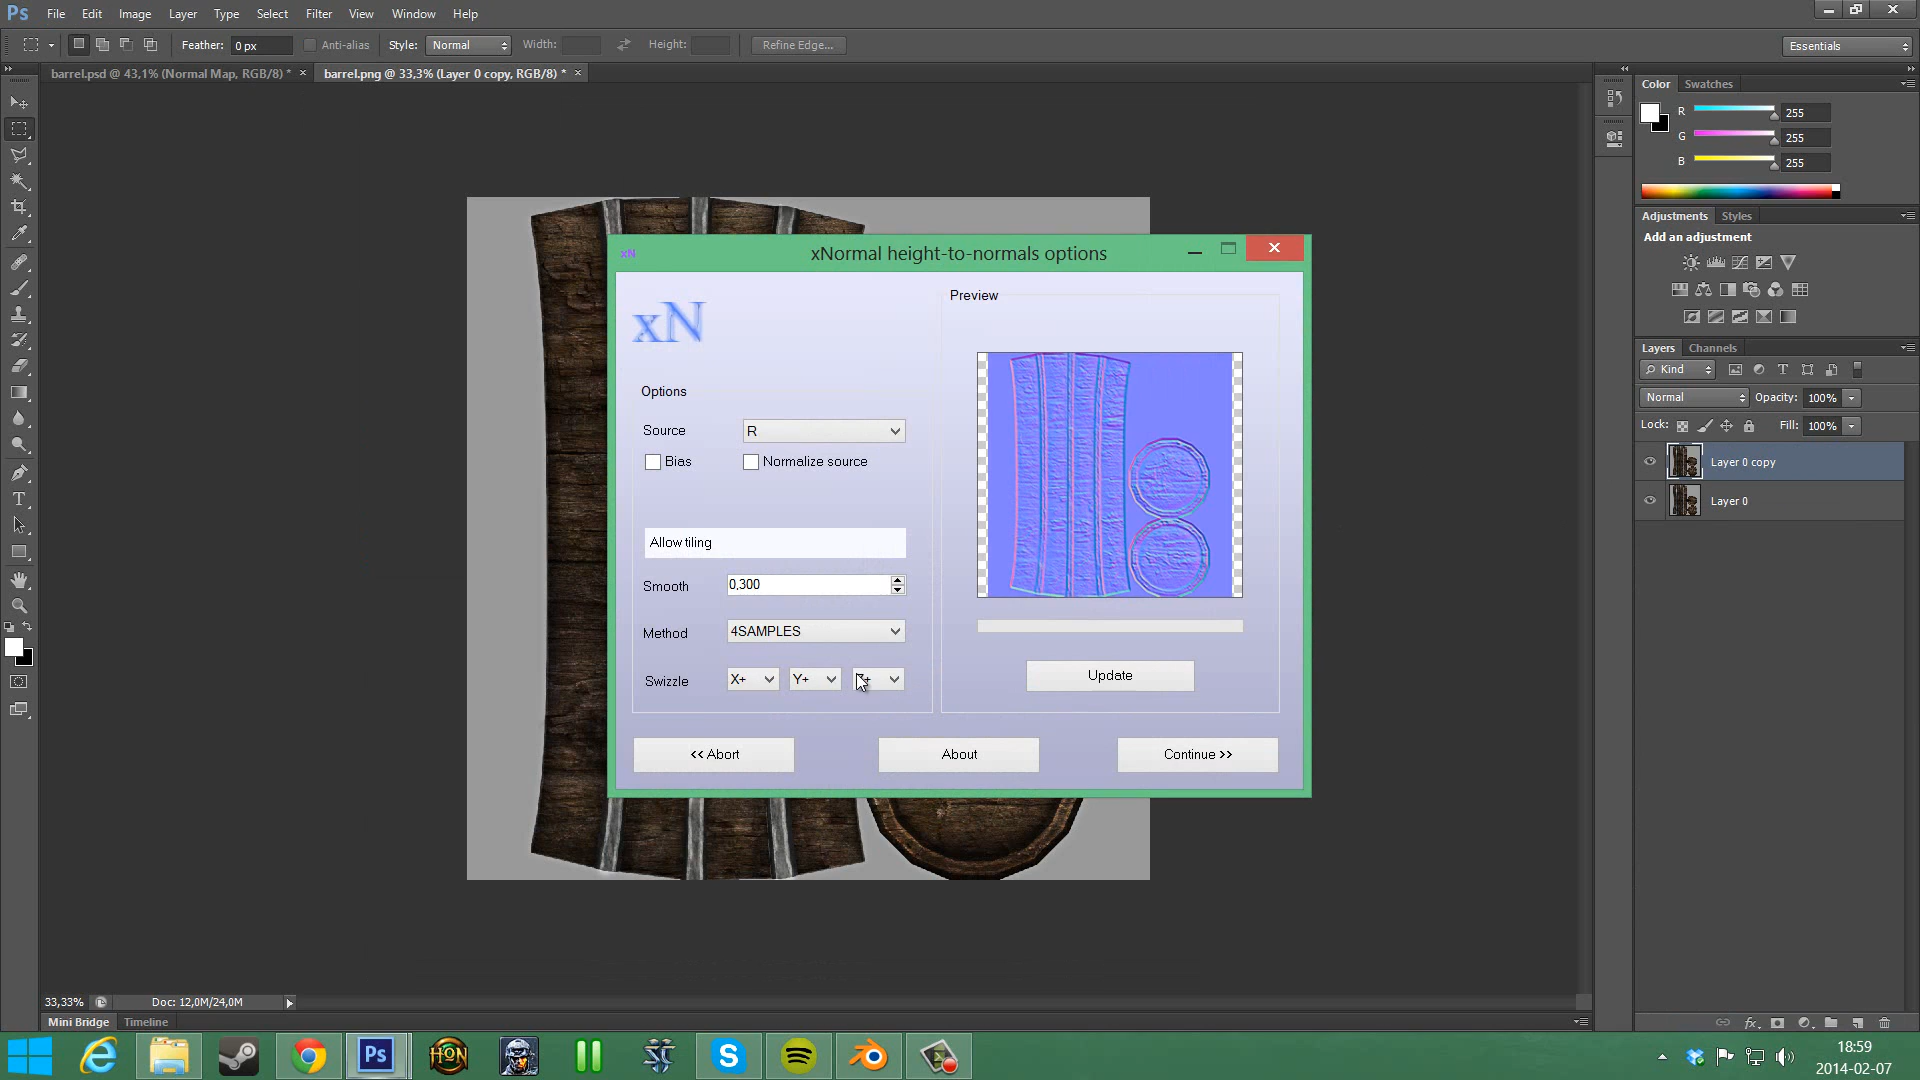 Ps File Edit Image Layer Type Select Filter View Window Help
Feather: 0 px Anti-alias Style: Normal Width: Height: Refine Edge... Essentials
barrel.psd @ 43,1% (Normal Map, RGB/8) * × barrel.png @ 33,3% (Layer 0 copy, RGB/8) * ×
Color Swatches
R 255
G 255
B 255
Adjustments Styles
Add an adjustment
Layers Channels
Kind
Normal Opacity: 100%
Lock: Fill: 100%
Layer 0 copy
Layer 0
xN xNormal height-to-normals options
xN
Preview
Options
Source R
Bias Normalize source
Allow tiling
Smooth 0,300
Method 4SAMPLES
Swizzle X+ Y+
Update
<< Abort About Continue >>
33,33% Doc: 12,0M/24,0M
Mini Bridge Timeline
fx
Ps HON
18:59
2014-02-07